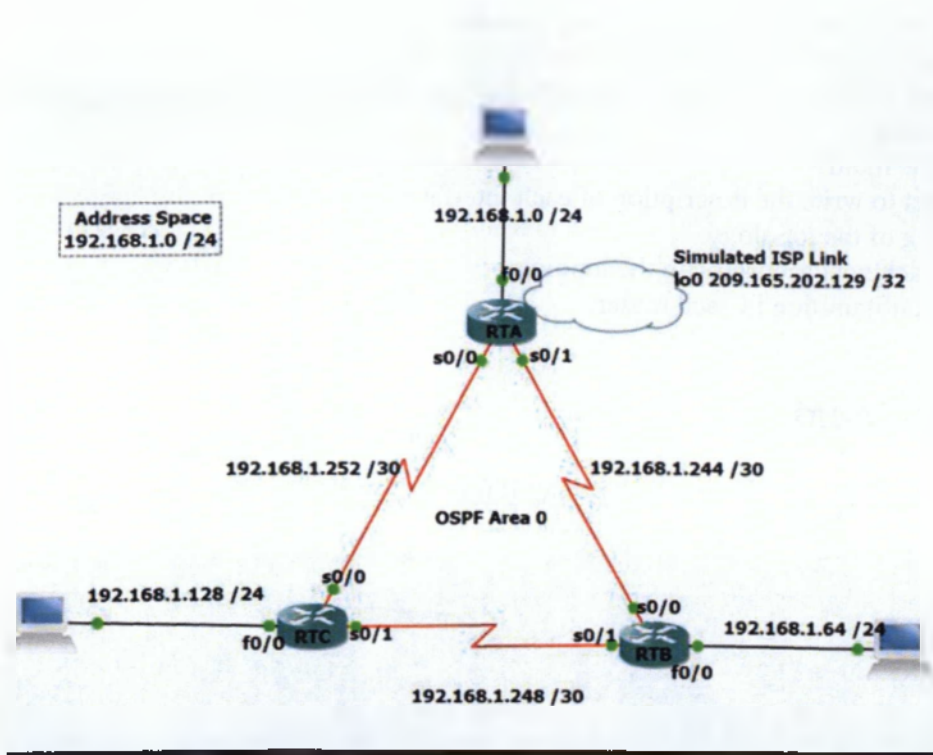 192.168.1.0 /24
Address Space
192.168.1.0 /24
Simulated ISP Link
lo0 209.165.202.129 /32
f0/0
RTA
s0/0
s0/1
192.168.1.252 /30
192.168.1.244 /30
OSPF Area 0
s0/0
s0/0
192.168.1.128 /24
192.168.1.64 /24
f0/0
RTC
s0/1
s0/1
RTB
f0/0
192.168.1.248 /30